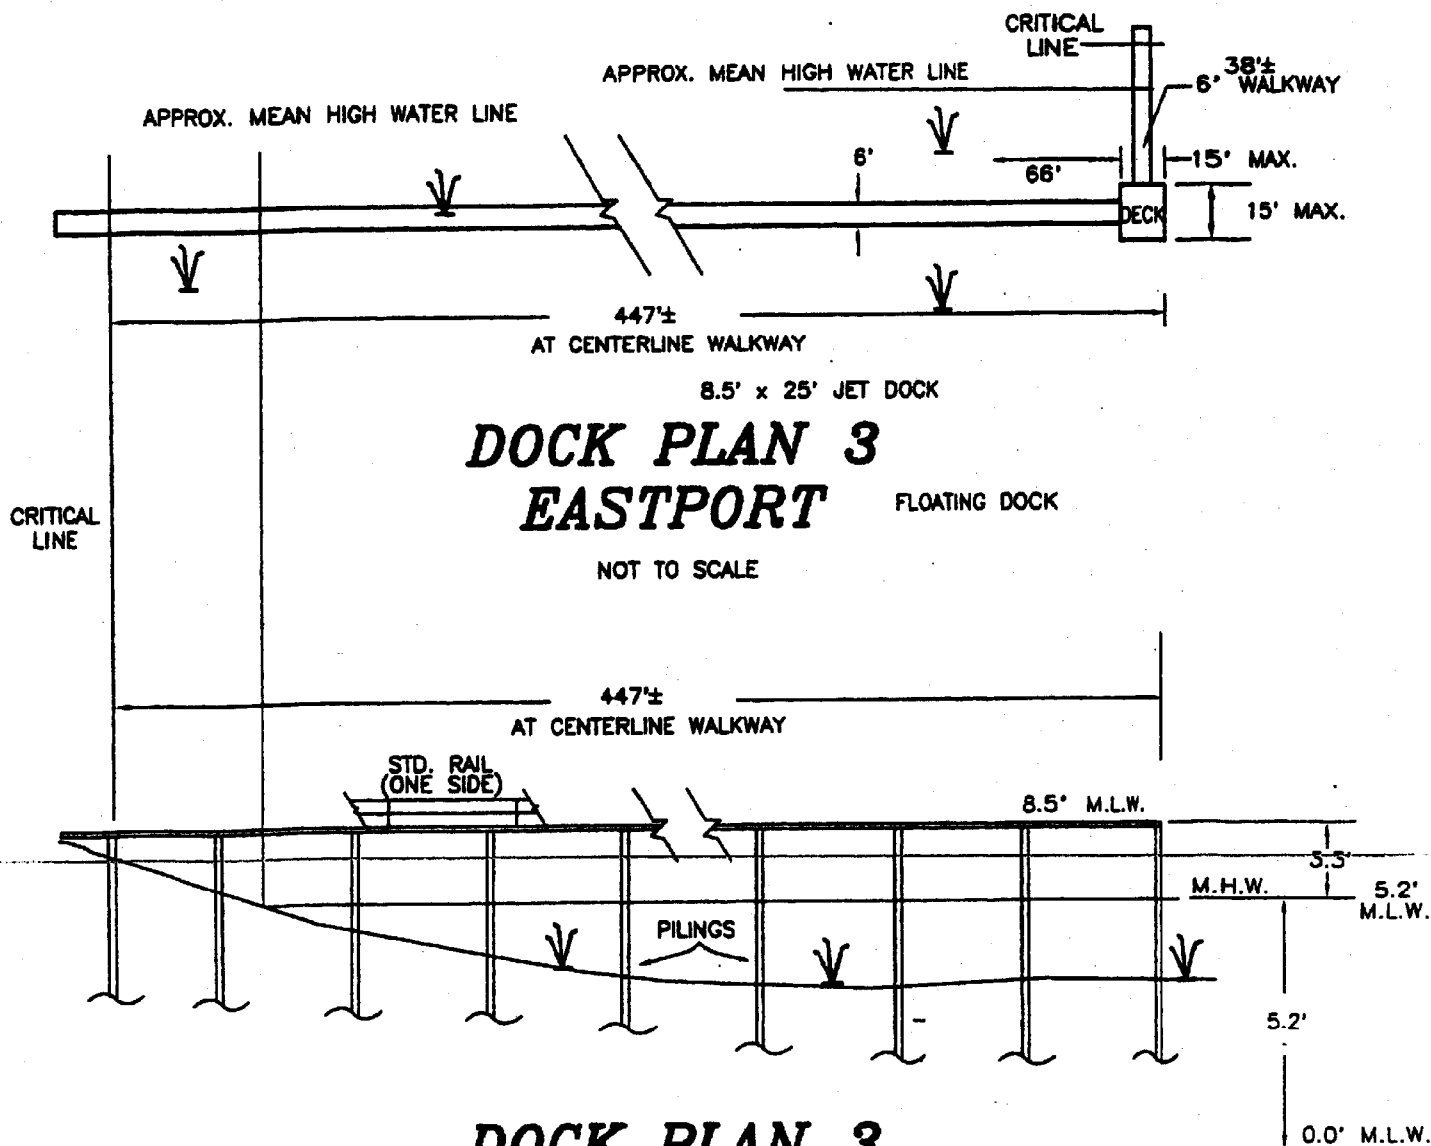 CRITICAL
LINE
APPROX. MEAN HIGH WATER LINE
38'±
6' WALKWAY
APPROX. MEAN HIGH WATER LINE
6'
66'
15' MAX.
DECK
15' MAX.
447'±
AT CENTERLINE WALKWAY
8.5' x 25' JET DOCK
DOCK PLAN 3
EASTPORT
FLOATING DOCK
CRITICAL
LINE
NOT TO SCALE
447'±
AT CENTERLINE WALKWAY
STD. RAIL
(ONE SIDE)
8.5' M.L.W.
M.H.W.
5.2'
M.L.W.
PILINGS
5.2'
DOCK PLAN 3
0.0' M.L.W.